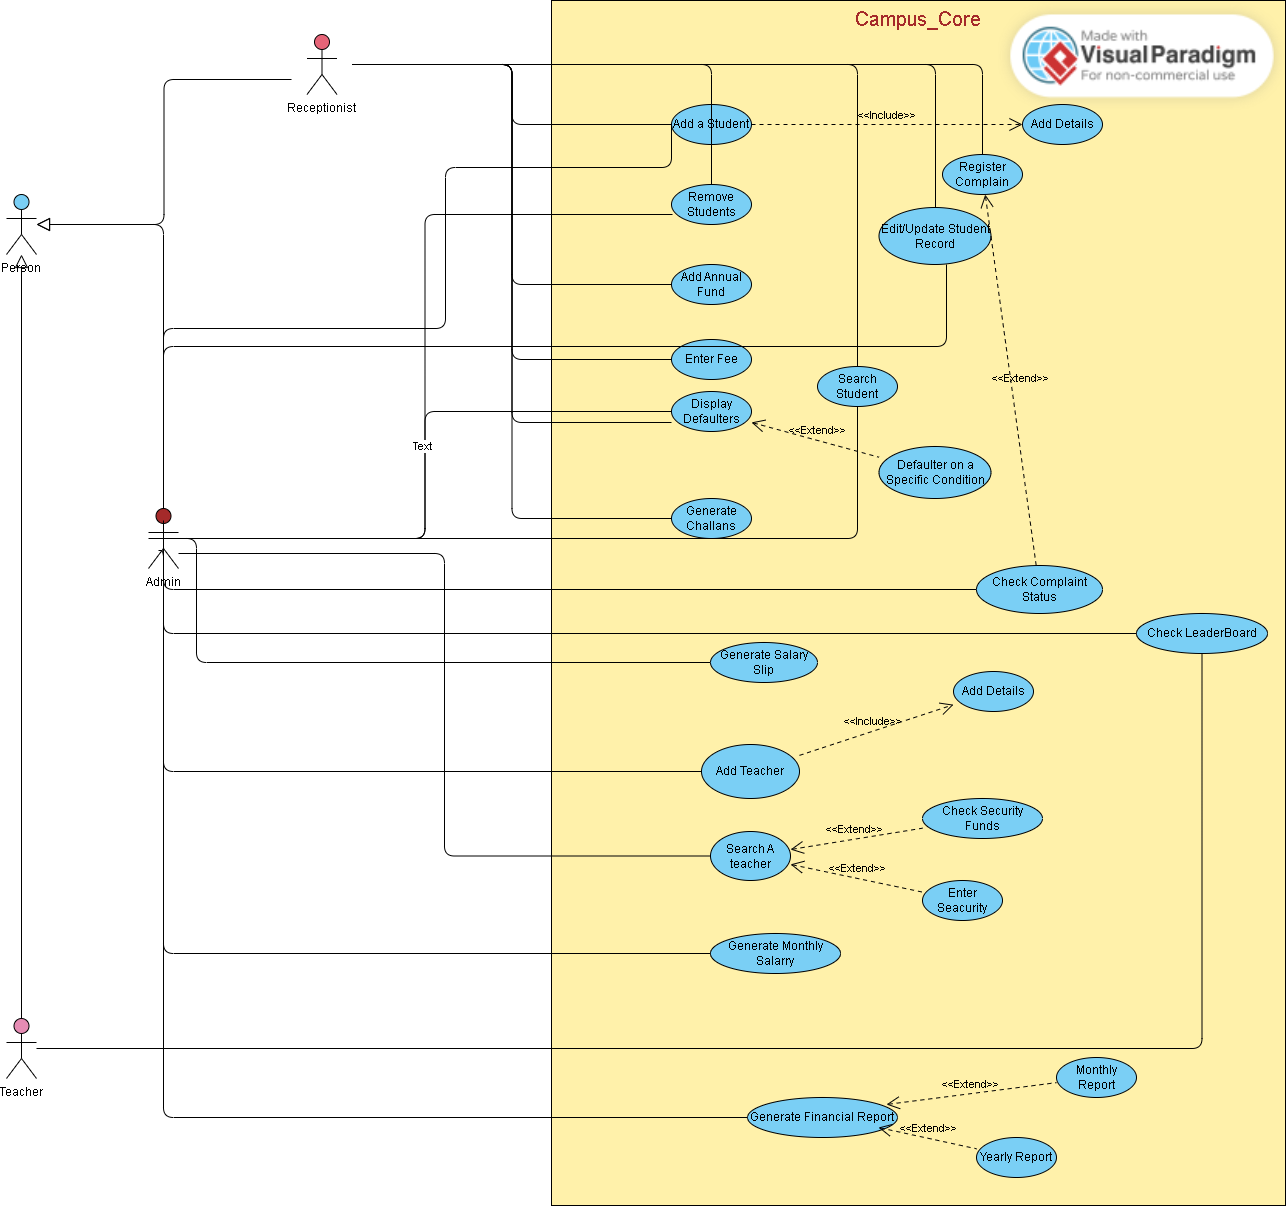 Campus_Core
Made with
Visual Paradigm
For non-commercial use
Receptionist
Add a Student
<<Include>>
Add Details
Register
Complain
Remove
Students
Edit/Update Student
Record
Person
Add Annual
Fund
Enter Fee
Search
Student
<<Extend>>
Display
Defaulters
<<Extend>>
Text
Defaulter on a
Specific Condition
Generate
Challans
Admin
Check Complaint
Status
Check LeaderBoard
Generate Salary
Slip
Add Details
<<Include>>
Add Teacher
Check Security
Funds
<<Extend>>
Search A
teacher
<<Extend>>
Enter
Seacurity
Generate Monthly
Salarry
Teacher
Monthly
Report
<<Extend>>
Generate Financial Report
<<Extend>>
Yearly Report